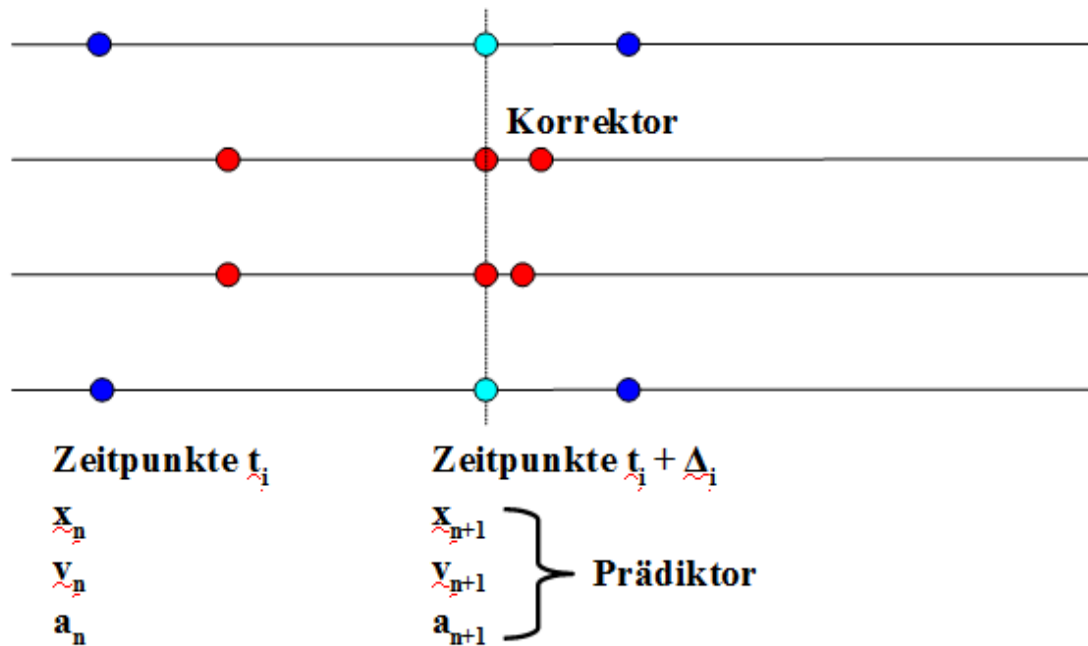 Korrektor
Zeitpunkte tᵢ
Zeitpunkte tᵢ + Δᵢ
xₙ
xₙ₊₁
vₙ
vₙ₊₁
Prädiktor
aₙ
aₙ₊₁